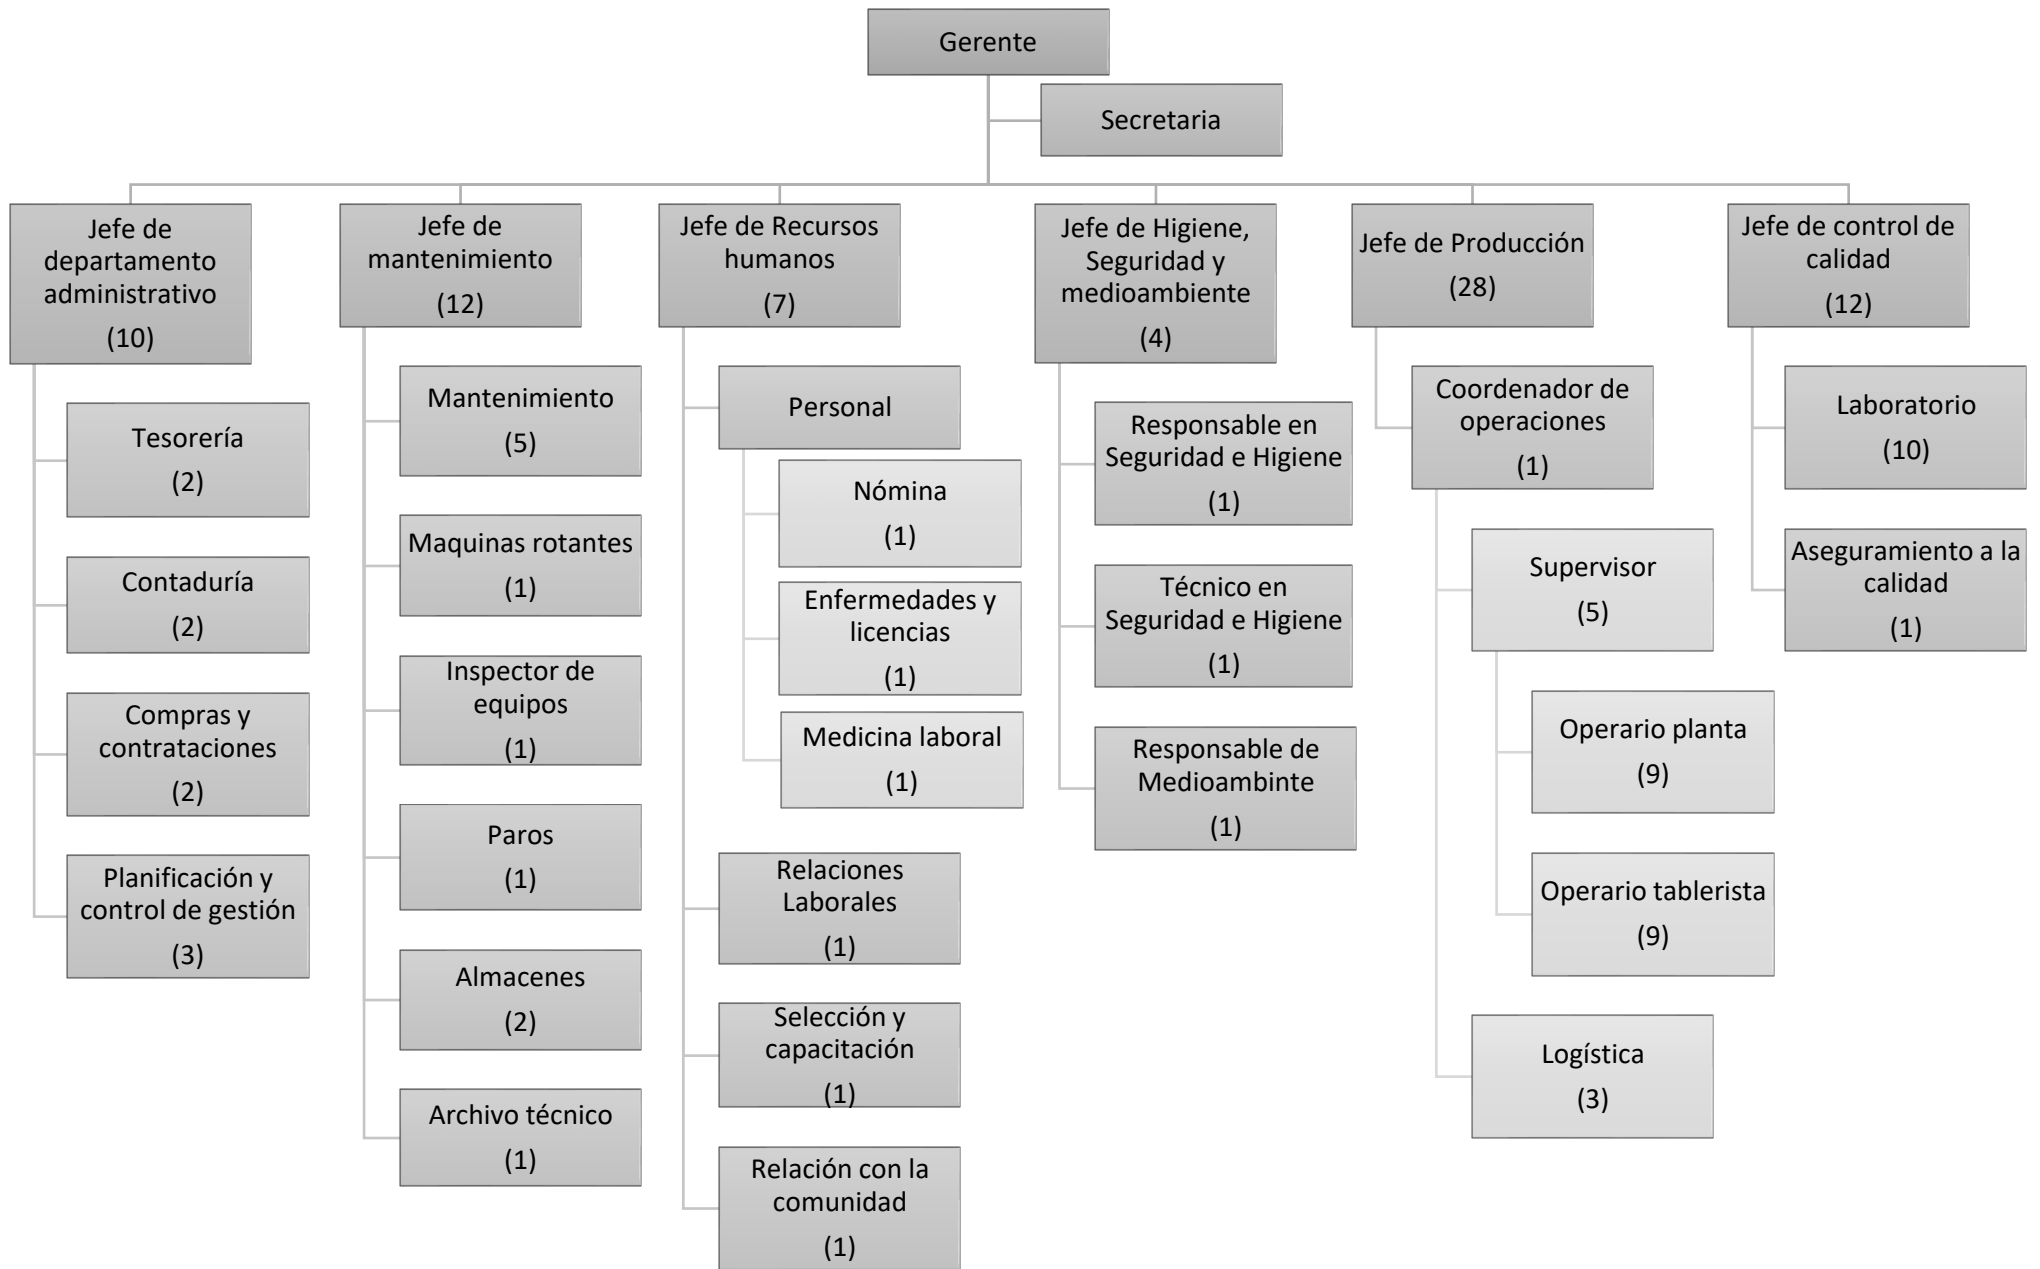 Gerente
Secretaria
Jefe de
departamento
administrativo
(10)
Tesorería
(2)
Contaduría
(2)
Compras y
contrataciones
(2)
Planificación y
control de gestión
(3)
Jefe de
mantenimiento
(12)
Mantenimiento
(5)
Maquinas rotantes
(1)
Inspector de
equipos
(1)
Paros
(1)
Almacenes
(2)
Archivo técnico
(1)
Jefe de Recursos
humanos
(7)
Personal
Nómina
(1)
Enfermedades y
licencias
(1)
Medicina laboral
(1)
Relaciones
Laborales
(1)
Selección y
capacitación
(1)
Relación con la
comunidad
(1)
Jefe de Higiene,
Seguridad y
medioambiente
(4)
Responsable en
Seguridad e Higiene
(1)
Técnico en
Seguridad e Higiene
(1)
Responsable de
Medioambinte
(1)
Jefe de Producción
(28)
Coordenador de
operaciones
(1)
Supervisor
(5)
Operario planta
(9)
Operario tablerista
(9)
Logística
(3)
Jefe de control de
calidad
(12)
Laboratorio
(10)
Aseguramiento a la
calidad
(1)